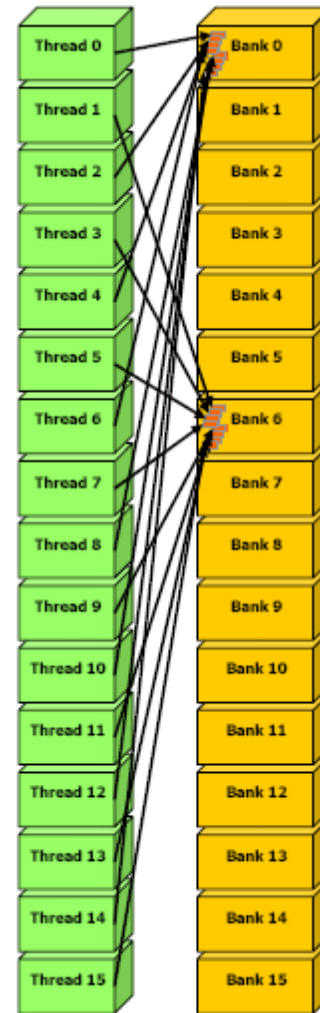 Thread 0 Bank 0
Thread 1 Bank 1
Thread 2 Bank 2
Thread 3 Bank 3
Thread 4 Bank 4
Thread 5 Bank 5
Thread 6 Bank 6
Thread 7 Bank 7
Thread 8 Bank 8
Thread 9 Bank 9
Thread 10 Bank 10
Thread 11 Bank 11
Thread 12 Bank 12
Thread 13 Bank 13
Thread 14 Bank 14
Thread 15 Bank 15